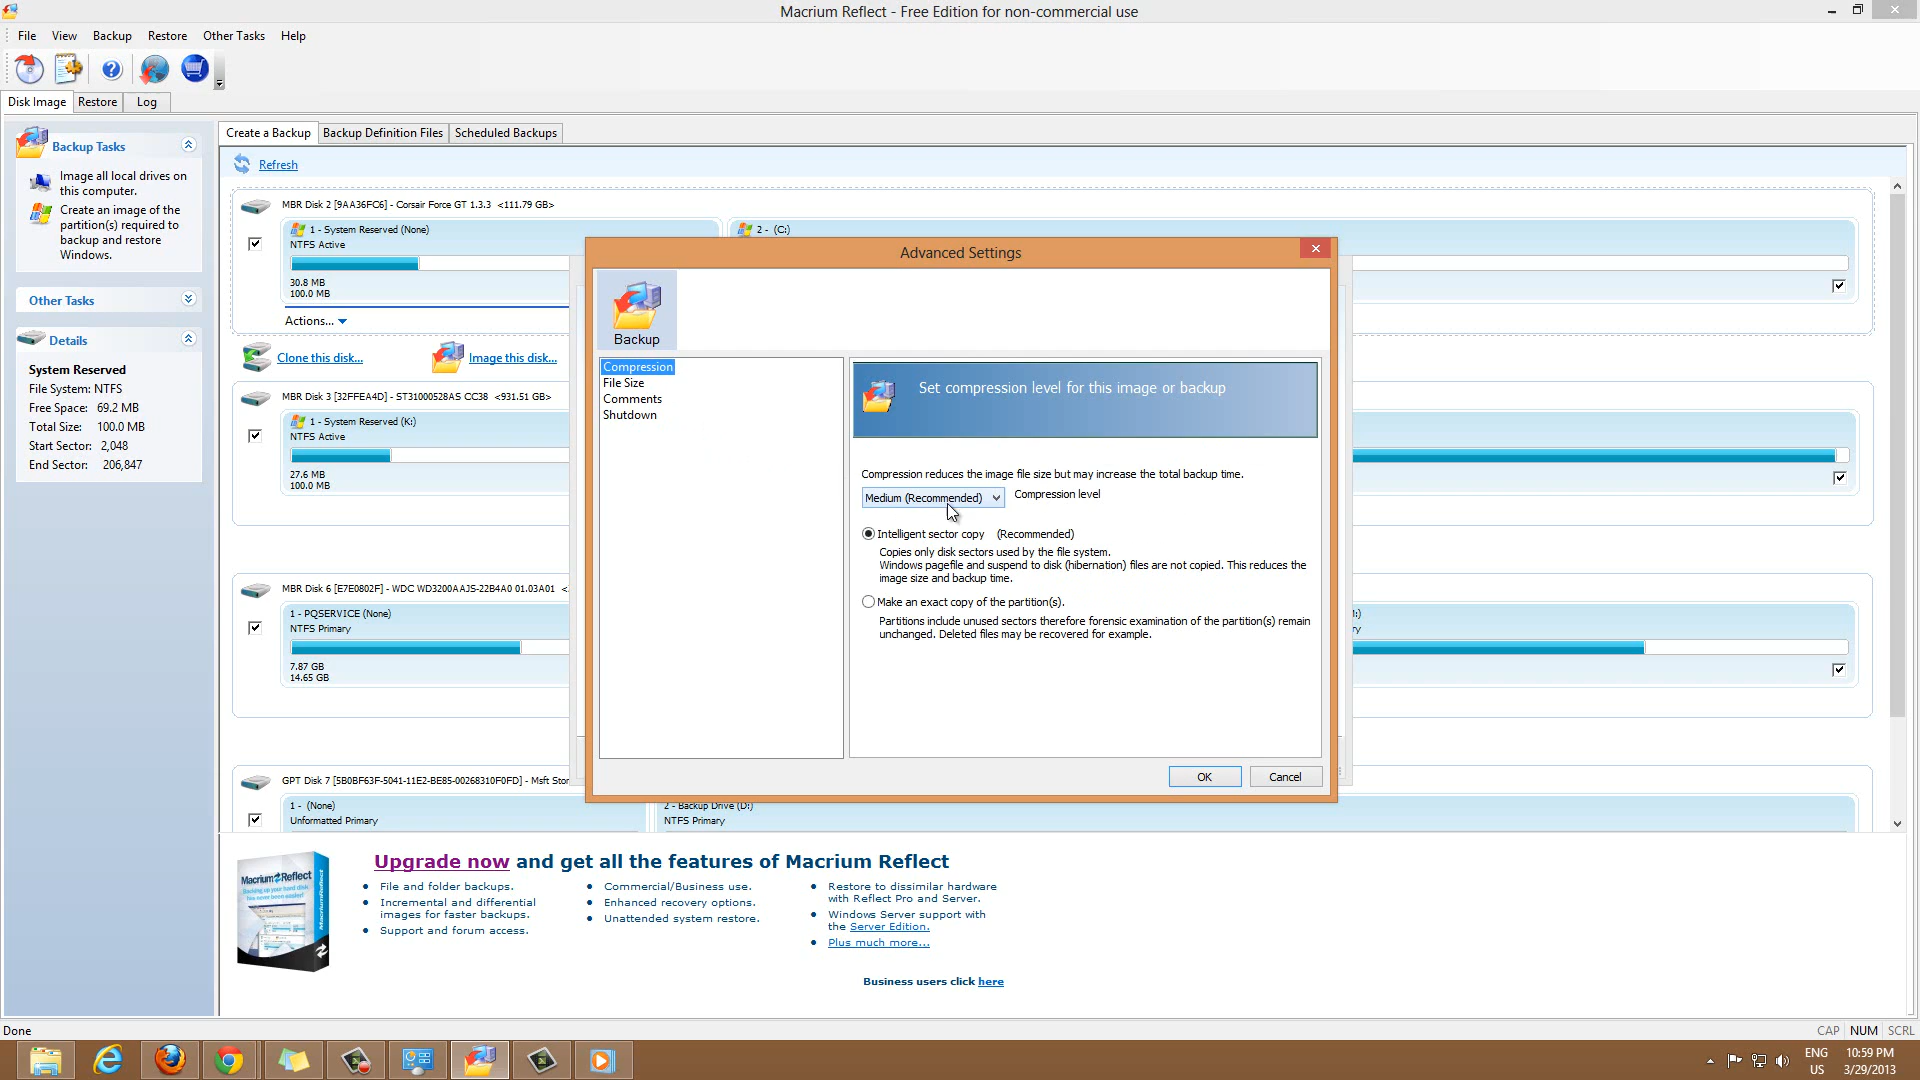 Macrium Reflect - Free Edition for non-commercial use
File View Backup Restore Other Tasks Help
Disk Image Restore Log
Backup Tasks
Image all local drives on
this computer.
Create an image of the
partition(s) required to
backup and restore
Windows.
Other Tasks
Details
System Reserved
File System: NTFS
Free Space: 69.2 MB
Total Size: 100.0 MB
Start Sector: 2,048
End Sector: 206,847
Create a Backup Backup Definition Files Scheduled Backups
Refresh
MBR Disk 2 [9AA36FC6] - Corsair Force GT 1.3.3 <111.79 GB>
1 - System Reserved (None)
NTFS Active
30.8 MB
100.0 MB
2 - (C:)
Actions...
Clone this disk... Image this disk...
MBR Disk 3 [32FFEA4D] - ST31000528AS CC38 <931.51 GB>
1 - System Reserved (K:)
NTFS Active
27.6 MB
100.0 MB
MBR Disk 6 [E7E0802F] - WDC WD3200AAJS-22B4A0 01.03A01 <
1 - PQSERVICE (None)
NTFS Primary
7.87 GB
14.65 GB
GPT Disk 7 [5B0BF63F-5041-11E2-BE85-00268310F0FD] - Msft Stor
1 - (None)
Unformatted Primary
2 - Backup Drive (D:)
NTFS Primary
Advanced Settings
Backup
Compression
File Size
Comments
Shutdown
Set compression level for this image or backup
Compression reduces the image file size but may increase the total backup time.
Medium (Recommended) Compression level
Intelligent sector copy (Recommended)
Copies only disk sectors used by the file system.
Windows pagefile and suspend to disk (hibernation) files are not copied. This reduces the
image size and backup time.
Make an exact copy of the partition(s).
Partitions include unused sectors therefore forensic examination of the partition(s) remain
unchanged. Deleted files may be recovered for example.
OK Cancel
Upgrade now and get all the features of Macrium Reflect
File and folder backups.
Incremental and differential
images for faster backups.
Support and forum access.
Commercial/Business use.
Enhanced recovery options.
Unattended system restore.
Restore to dissimilar hardware
with Reflect Pro and Server.
Windows Server support with
the Server Edition.
Plus much more...
Business users click here
Done
CAP NUM SCRL
ENG
US
10:59 PM
3/29/2013